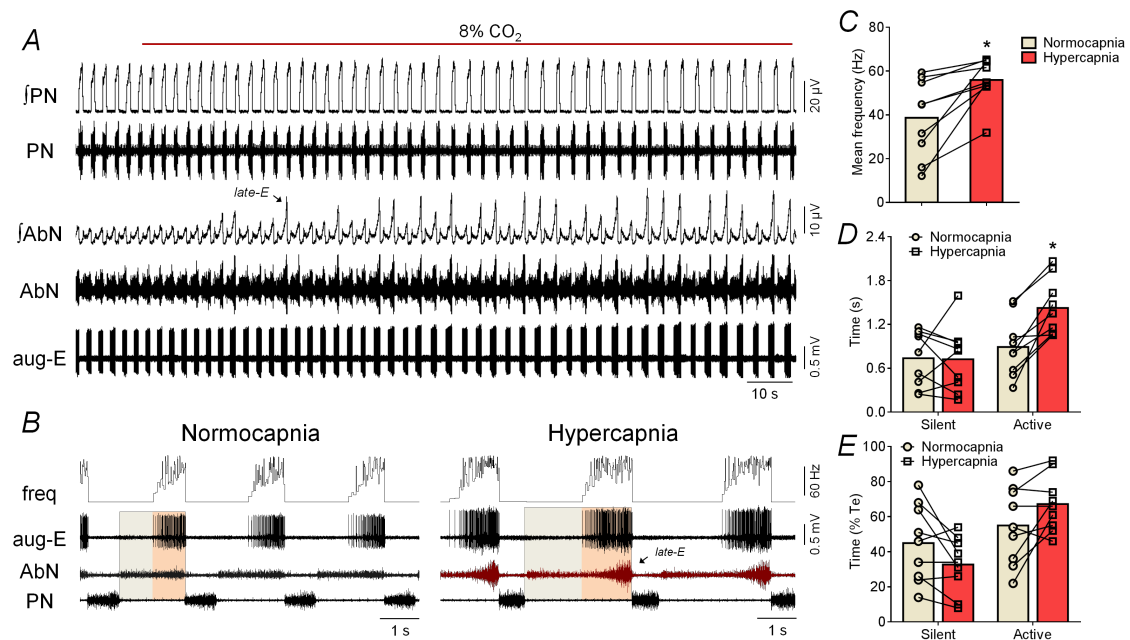 A
8% CO2
∫PN
20 µV
PN
late-E
∫AbN
10 µV
AbN
aug-E
0.5 mV
10 s
B
Normocapnia
Hypercapnia
freq
60 Hz
aug-E
0.5 mV
AbN
late-E
PN
1 s
1 s
C
Mean frequency (Hz)
80
60
40
20
0
*
Normocapnia
Hypercapnia
D
Time (s)
2.4
1.8
1.2
0.6
0.0
Normocapnia
Hypercapnia
*
Silent
Active
E
Time (% Te)
100
80
60
40
20
0
Normocapnia
Hypercapnia
Silent
Active